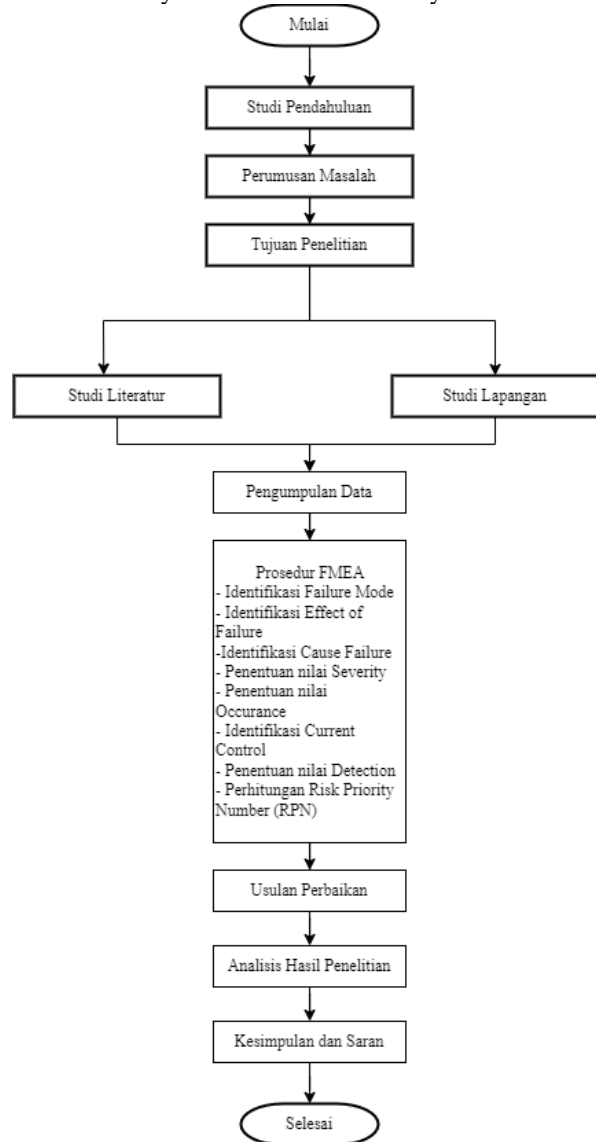 Mulai
Studi Pendahuluan
Perumusan Masalah
Tujuan Penelitian
Studi Literatur
Studi Lapangan
Pengumpulan Data
Prosedur FMEA
- Identifikasi Failure Mode
- Identifikasi Effect of
Failure
-Identifikasi Cause Failure
- Penentuan nilai Severity
- Penentuan nilai
Occurance
- Identifikasi Current
Control
- Penentuan nilai Detection
- Perhitungan Risk Priority
Number (RPN)
Usulan Perbaikan
Analisis Hasil Penelitian
Kesimpulan dan Saran
Selesai